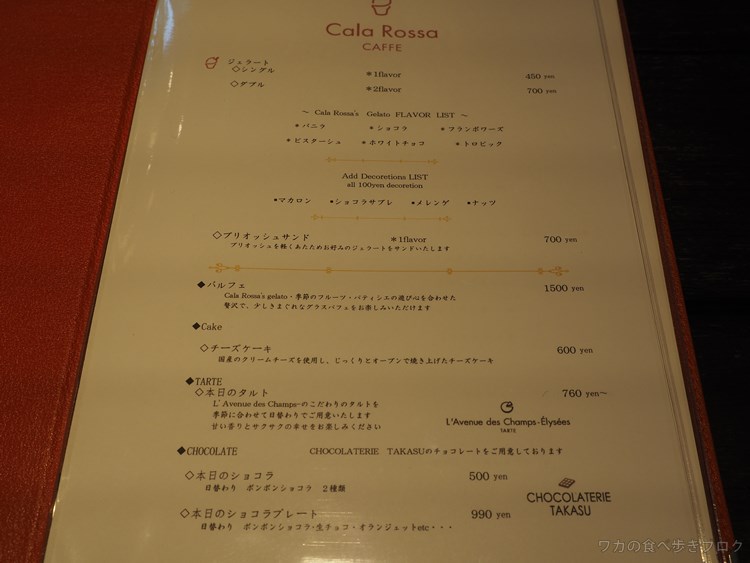 Cala Rossa
CAFFE
ジェラート
◇シングル ＊1flavor 450 yen
◇ダブル ＊2flavor 700 yen
～ Cala Rossa's Gelato FLAVOR LIST ～
＊バニラ ＊ショコラ ＊フランボワーズ
＊ピスターシュ ＊ホワイトチョコ ＊トロピック
Add Decoretions LIST
all 100yen decoretion
•マカロン •ショコラサブレ •メレンゲ •ナッツ
◇ブリオッシュサンド ＊1flavor 700 yen
ブリオッシュを軽くあたためお好みのジェラートをサンドいたします
◆パルフェ 1500 yen
Cala Rossa's gelato・季節のフルーツ・パティシエの遊び心を合わせた
贅沢で、少しきまぐれなグラスパフェをお楽しみいただけます
◆Cake
◇チーズケーキ 600 yen
国産のクリームチーズを使用し、じっくりとオーブンで焼き上げたチーズケーキ
◆TARTE
◇本日のタルト 760 yen～
L' Avenue des Champs-のこだわりのタルトを
季節に合わせて日替わりでご用意いたします
甘い香りとサクサクの幸せをお楽しみください
L'Avenue des Champs-Élysées
TARTE
◆CHOCOLATE CHOCOLATERIE TAKASUのチョコレートをご用意しております
◇本日のショコラ 500 yen
日替わり ボンボンショコラ 2種類
CHOCOLATERIE
TAKASU
◇本日のショコラプレート 990 yen
日替わり ボンボンショコラ・生チョコ・オランジェットetc・・・
ワカの食べ歩きブログ